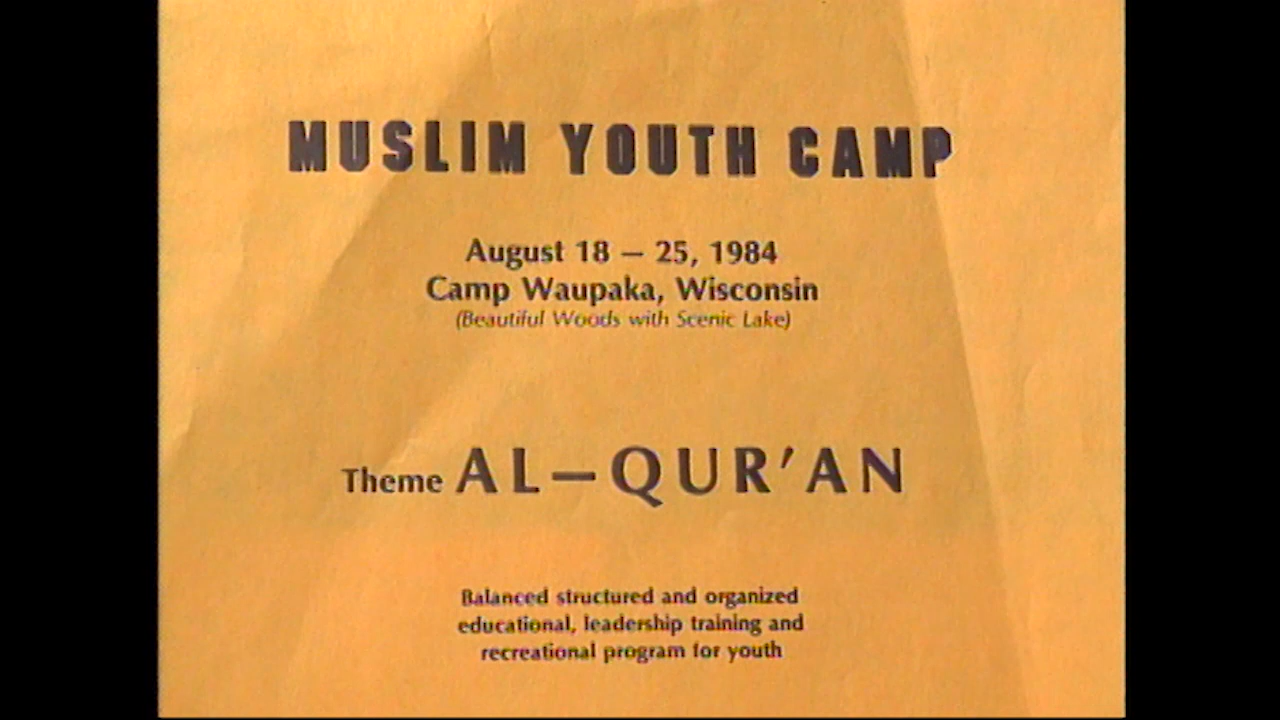 MUSLIM YOUTH CAMP
August 18 — 25, 1984
Camp Waupaka, Wisconsin
(Beautiful Woods with Scenic Lake)
Theme AL—QUR'AN
Balanced structured and organized
educational, leadership training and
recreational program for youth